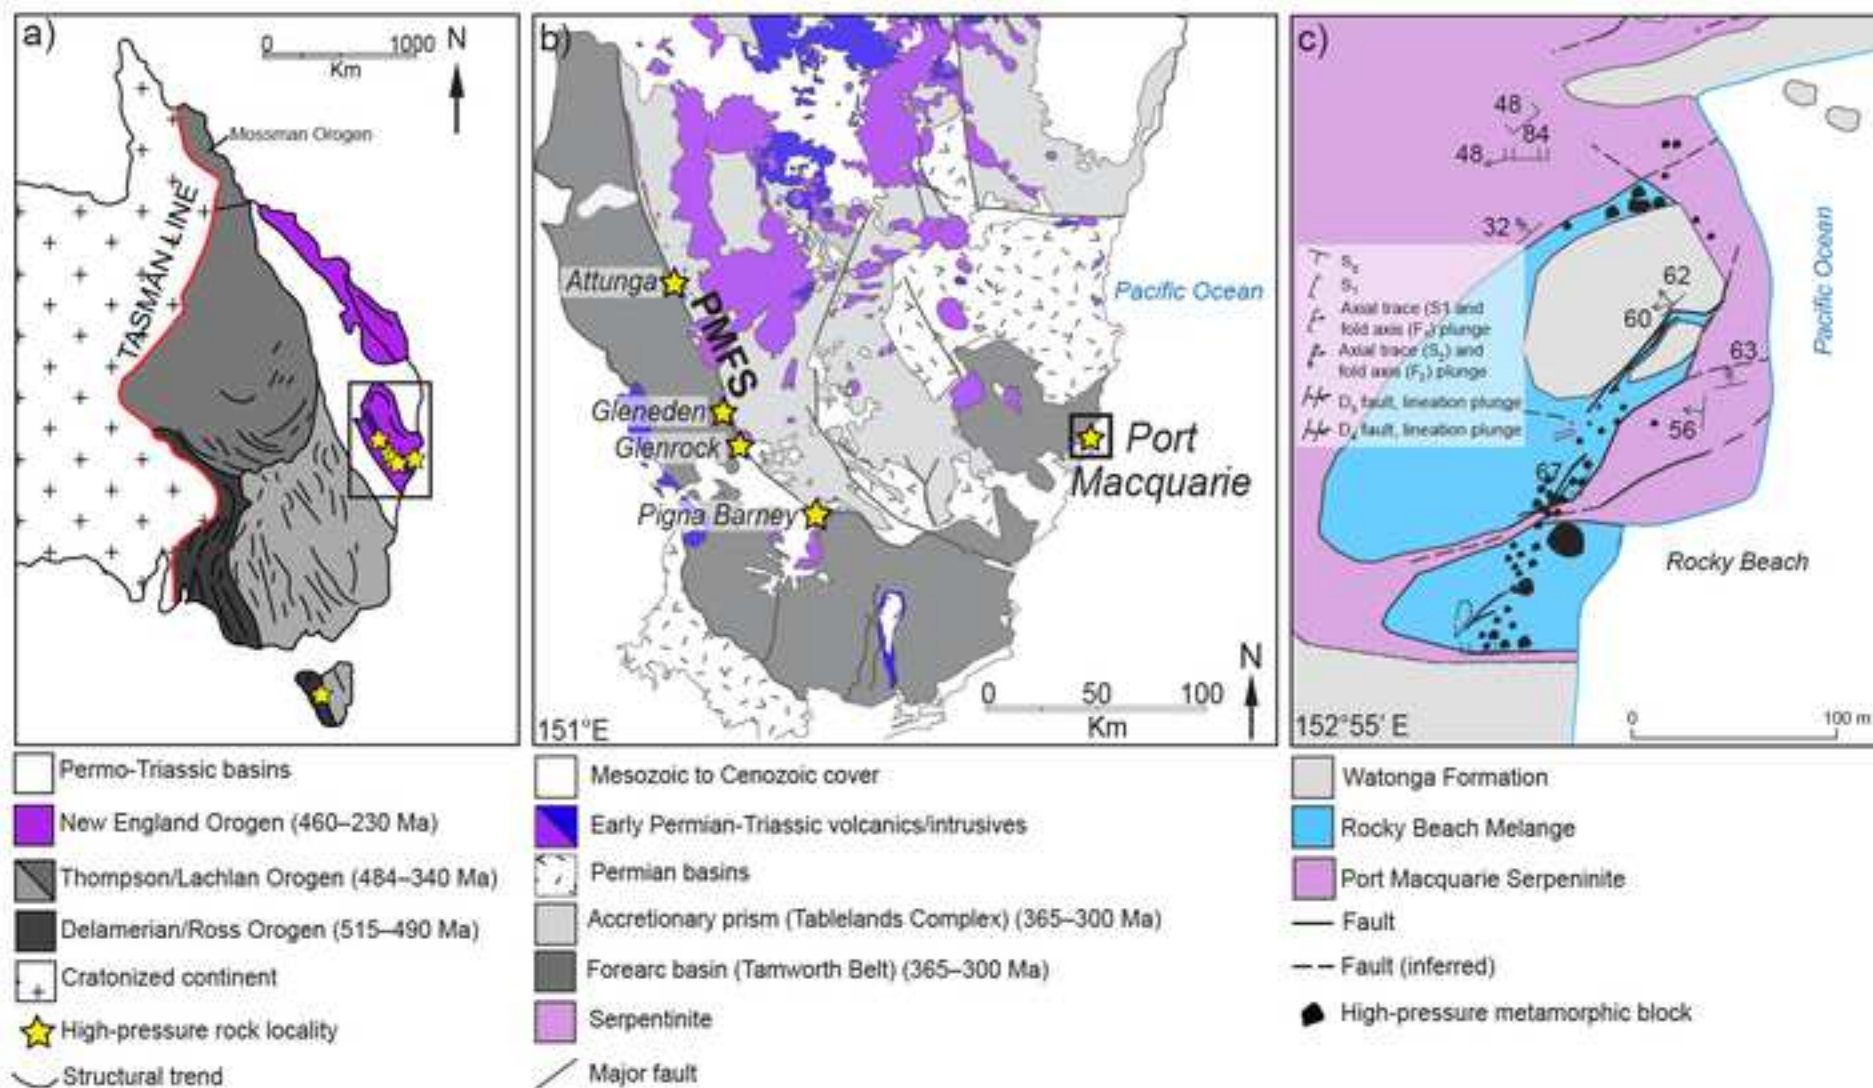 a)
0 1000 N
Km
Mossman Orogen
TASMAN LINE
Permo-Triassic basins
New England Orogen (460–230 Ma)
Thompson/Lachlan Orogen (484–340 Ma)
Delamerian/Ross Orogen (515–490 Ma)
Cratonized continent
High-pressure rock locality
Structural trend
b)
Attunga
PMFS
Pacific Ocean
Gleneden
Glenrock
Port
Macquarie
Pigna Barney
N
0 50 100
Km
151°E
Mesozoic to Cenozoic cover
Early Permian-Triassic volcanics/intrusives
Permian basins
Accretionary prism (Tablelands Complex) (365–300 Ma)
Forearc basin (Tamworth Belt) (365–300 Ma)
Serpentinite
Major fault
c)
48
84
48
32
62
60
63
56
67
Axial trace (S1 and
fold axis (F1) plunge
Axial trace (S2) and
fold axis (F2) plunge
fault, lineation plunge
fault, lineation plunge
Pacific Ocean
Rocky Beach
152°55' E
0 100 m
Watonga Formation
Rocky Beach Melange
Port Macquarie Serpeninite
Fault
Fault (inferred)
High-pressure metamorphic block